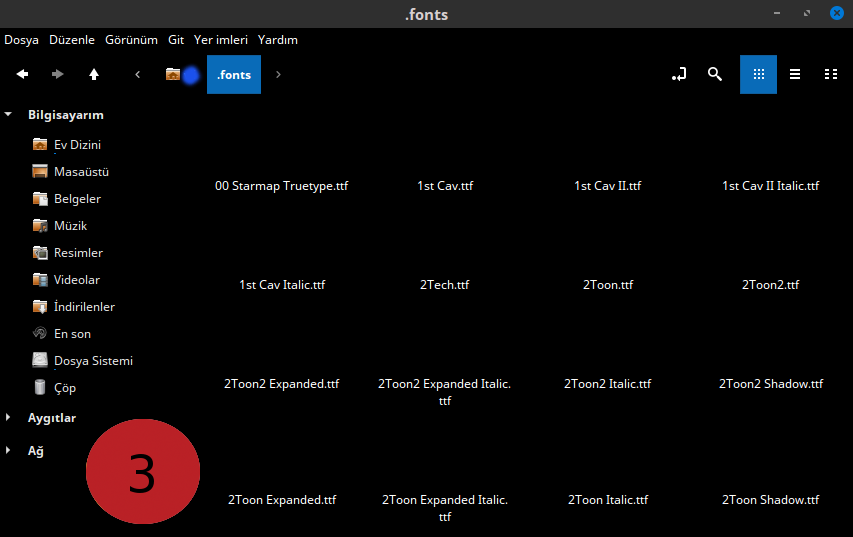 .fonts
Dosya Düzenle Görünüm Git Yer imleri Yardım
.fonts
Bilgisayarım
Ev Dizini
Masaüstü
Belgeler
Müzik
Resimler
Videolar
İndirilenler
En son
Dosya Sistemi
Çöp
Aygıtlar
Ağ
3
00 Starmap Truetype.ttf
1st Cav.ttf
1st Cav II.ttf
1st Cav II Italic.ttf
1st Cav Italic.ttf
2Tech.ttf
2Toon.ttf
2Toon2.ttf
2Toon2 Expanded.ttf
2Toon2 Expanded Italic.
ttf
2Toon2 Italic.ttf
2Toon2 Shadow.ttf
2Toon Expanded.ttf
2Toon Expanded Italic.
ttf
2Toon Italic.ttf
2Toon Shadow.ttf